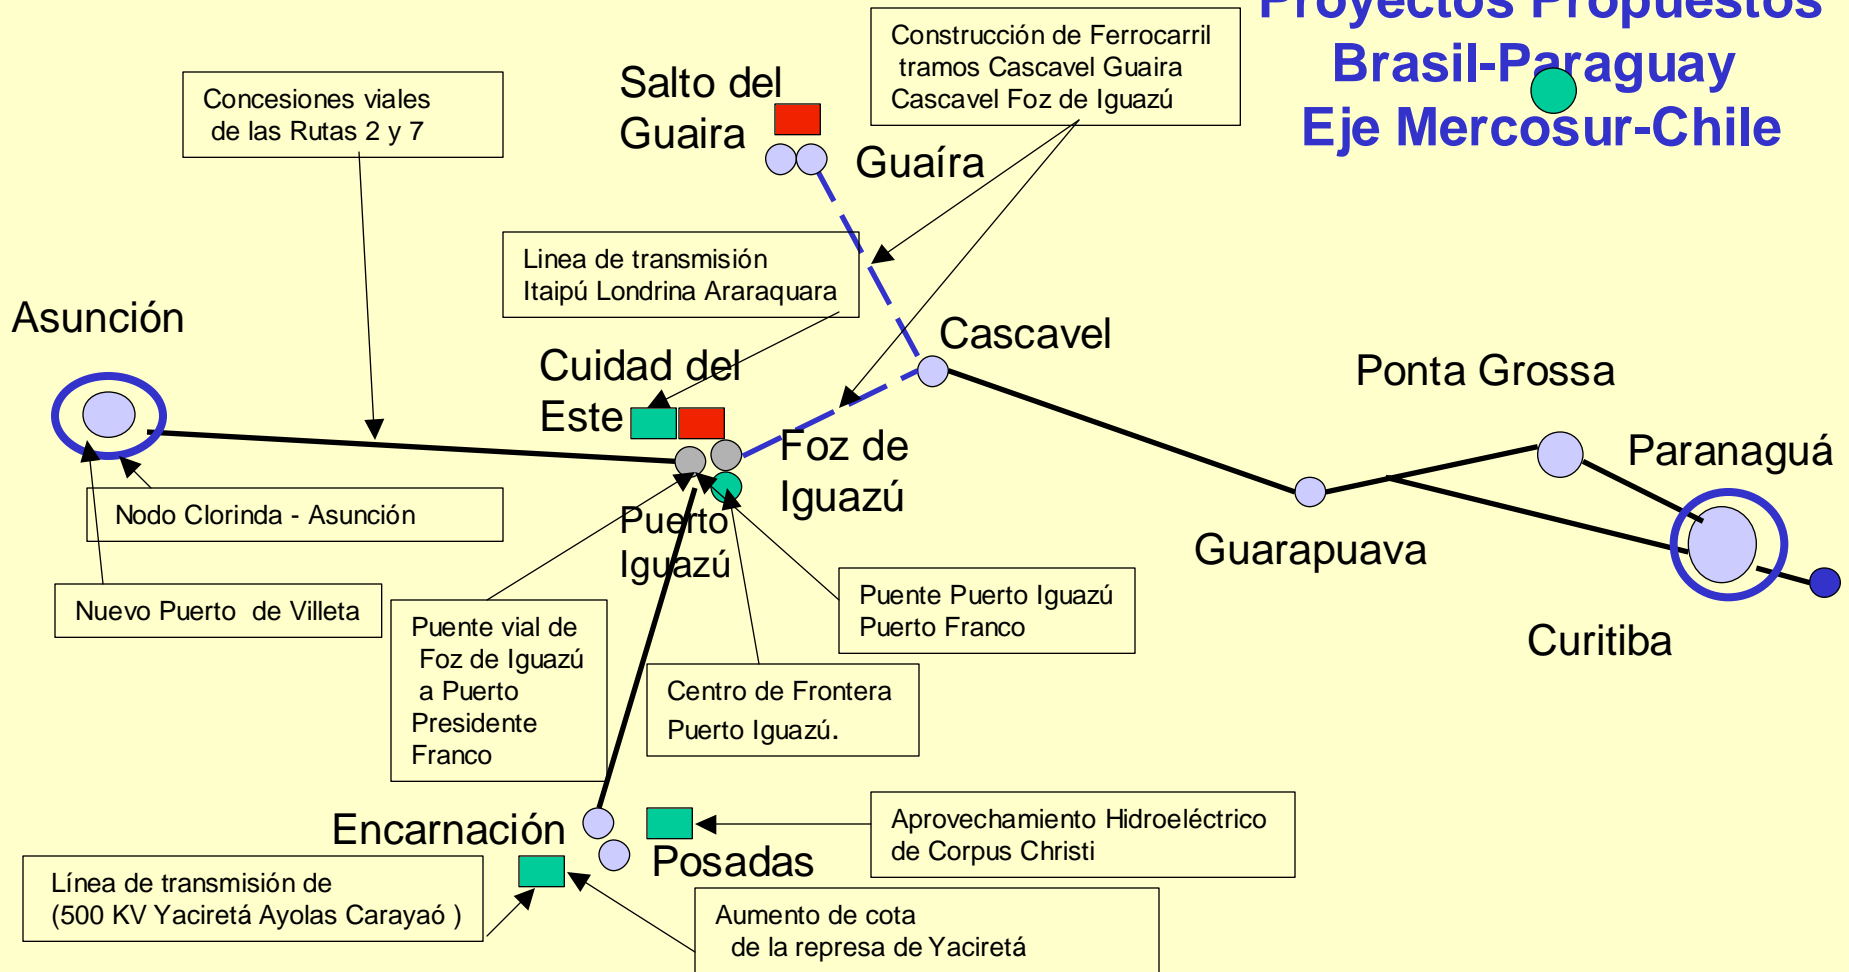 Proyectos Propuestos
Brasil-Paraguay
Eje Mercosur-Chile
Construcción de Ferrocarril
tramos Cascavel Guaira
Cascavel Foz de Iguazú
Concesiones viales
de las Rutas 2 y 7
Salto del
Guaira
Guaíra
Linea de transmisión
Itaipú Londrina Araraquara
Asunción
Cascavel
Cuidad del
Este
Ponta Grossa
Foz de
Iguazú
Paranaguá
Nodo Clorinda - Asunción
Puerto
Iguazú
Guarapuava
Nuevo Puerto de Villeta
Puente vial de
Foz de Iguazú
a Puerto
Presidente
Franco
Puente Puerto Iguazú
Puerto Franco
Curitiba
Centro de Frontera
Puerto Iguazú.
Encarnación
Posadas
Aprovechamiento Hidroeléctrico
de Corpus Christi
Línea de transmisión de
(500 KV Yaciretá Ayolas Carayaó )
Aumento de cota
de la represa de Yaciretá